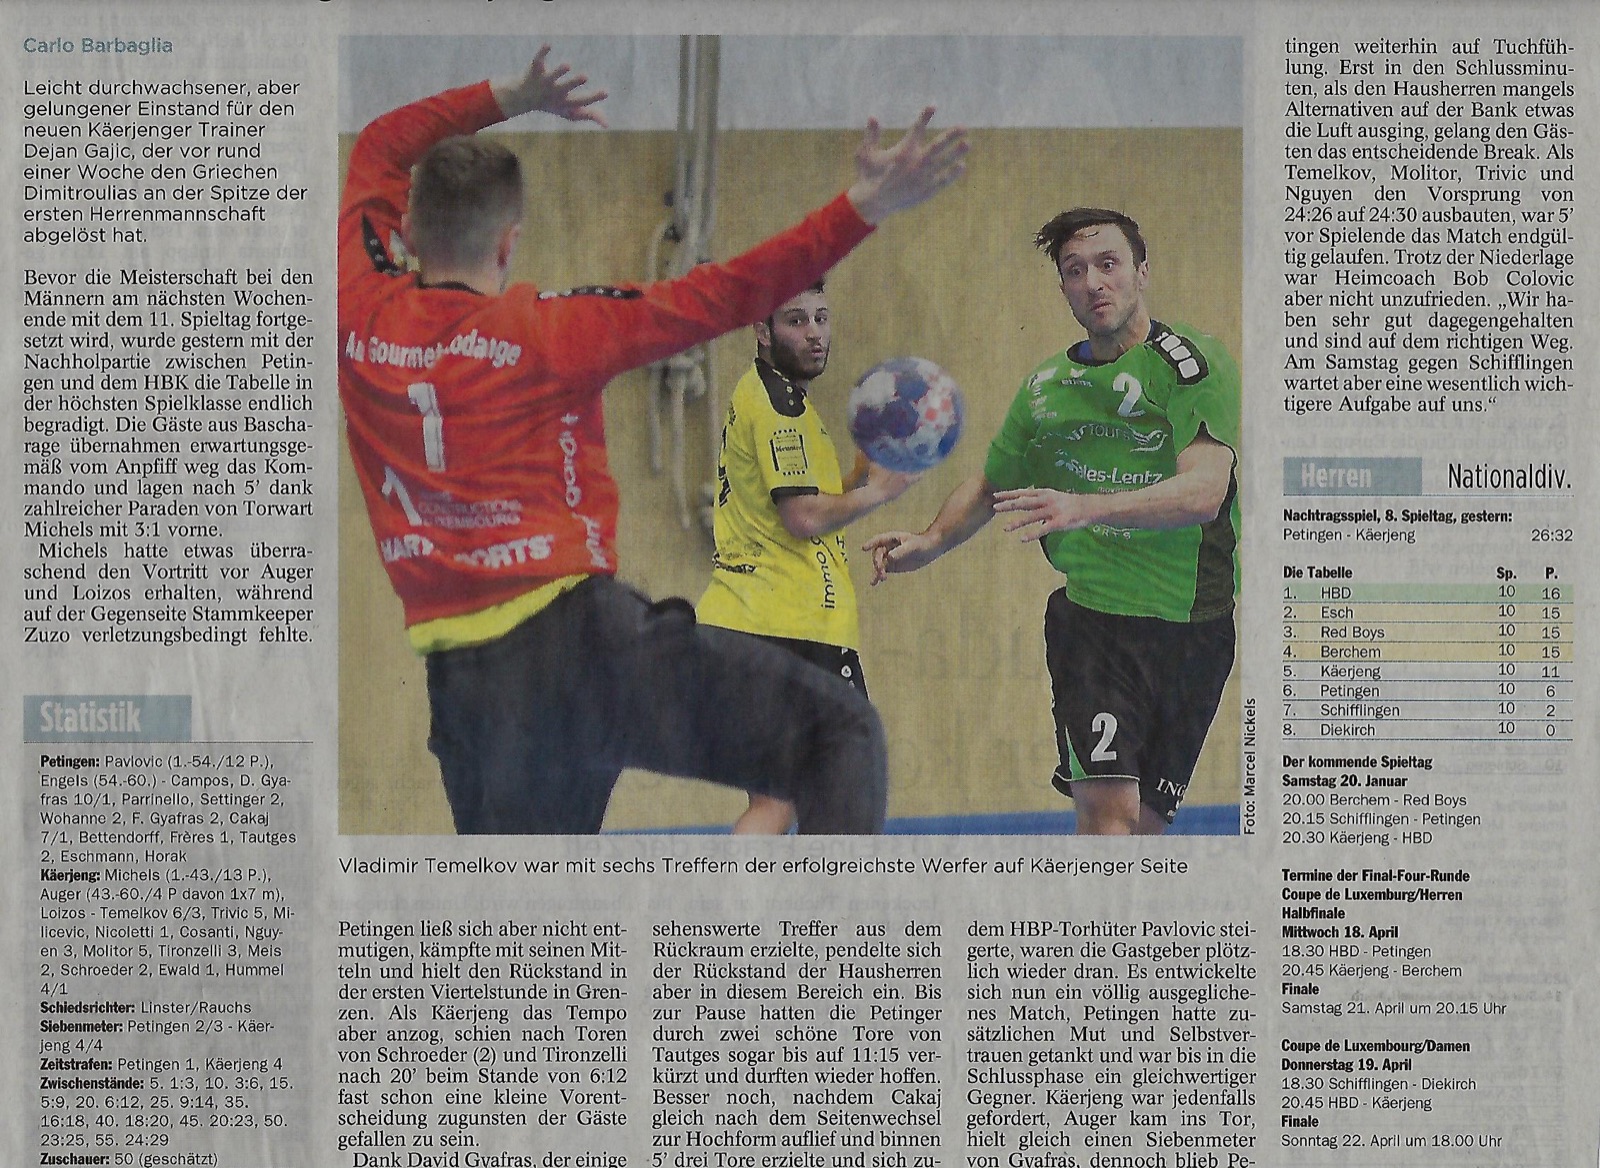 Carlo Barbaglia
Leicht durchwachsener, aber
gelungener Einstand für den
neuen Käerjenger Trainer
Dejan Gajic, der vor rund
einer Woche den Griechen
Dimitroulias an der Spitze der
ersten Herrenmannschaft
abgelöst hat.
Bevor die Meisterschaft bei den
Männern am nächsten Wochen-
ende mit dem 11. Spieltag fortge-
setzt wird, wurde gestern mit der
Nachholpartie zwischen Petin-
gen und dem HBK die Tabelle in
der höchsten Spielklasse endlich
begradigt. Die Gäste aus Bascha-
rage übernahmen erwartungsge-
mäß vom Anpfiff weg das Kom-
mando und lagen nach 5’ dank
zahlreicher Paraden von Torwart
Michels mit 3:1 vorne.
Michels hatte etwas überra-
schend den Vortritt vor Auger
und Loizos erhalten, während
auf der Gegenseite Stammkeeper
Zuzo verletzungsbedingt fehlte.
Statistik
Petingen: Pavlovic (1.-54./12 P.),
Engels (54.-60.) - Campos, D. Gya-
fras 10/1, Parrinello, Settinger 2,
Wohanne 2, F. Gyafras 2, Cakaj
7/1, Bettendorff, Frères 1, Tautges
2, Eschmann, Horak
Käerjeng: Michels (1.-43./13 P.),
Auger (43.-60./4 P davon 1x7 m),
Loizos - Temelkov 6/3, Trivic 5, Mi-
licevic, Nicoletti 1, Cosanti, Nguy-
en 3, Molitor 5, Tironzelli 3, Meis
2, Schroeder 2, Ewald 1, Hummel
4/1
Schiedsrichter: Linster/Rauchs
Siebenmeter: Petingen 2/3 - Käer-
jeng 4/4
Zeitstrafen: Petingen 1, Käerjeng 4
Zwischenstände: 5. 1:3, 10. 3:6, 15.
5:9, 20. 6:12, 25. 9:14, 35.
16:18, 40. 18:20, 45. 20:23, 50.
23:25, 55. 24:29
Zuschauer: 50 (geschätzt)
1
2
ales-Lentz
2
ING
immo
Foto: Marcel Nickels
Vladimir Temelkov war mit sechs Treffern der erfolgreichste Werfer auf Käerjenger Seite
Petingen ließ sich aber nicht ent-
mutigen, kämpfte mit seinen Mit-
teln und hielt den Rückstand in
der ersten Viertelstunde in Gren-
zen. Als Käerjeng das Tempo
aber anzog, schien nach Toren
von Schroeder (2) und Tironzelli
nach 20’ beim Stande von 6:12
fast schon eine kleine Vorent-
scheidung zugunsten der Gäste
gefallen zu sein.
Dank David Gyafras, der einige
sehenswerte Treffer aus dem
Rückraum erzielte, pendelte sich
der Rückstand der Hausherren
aber in diesem Bereich ein. Bis
zur Pause hatten die Petinger
durch zwei schöne Tore von
Tautges sogar bis auf 11:15 ver-
kürzt und durften wieder hoffen.
Besser noch, nachdem Cakaj
gleich nach dem Seitenwechsel
zur Hochform auflief und binnen
5’ drei Tore erzielte und sich zu-
dem HBP-Torhüter Pavlovic stei-
gerte, waren die Gastgeber plötz-
lich wieder dran. Es entwickelte
sich nun ein völlig ausgegliche-
nes Match, Petingen hatte zu-
sätzlichen Mut und Selbstver-
trauen getankt und war bis in die
Schlussphase ein gleichwertiger
Gegner. Käerjeng war jedenfalls
gefordert, Auger kam ins Tor,
hielt gleich einen Siebenmeter
von Gyafras, dennoch blieb Pe-
tingen weiterhin auf Tuchfüh-
lung. Erst in den Schlussminu-
ten, als den Hausherren mangels
Alternativen auf der Bank etwas
die Luft ausging, gelang den Gäs-
ten das entscheidende Break. Als
Temelkov, Molitor, Trivic und
Nguyen den Vorsprung von
24:26 auf 24:30 ausbauten, war 5’
vor Spielende das Match endgül-
tig gelaufen. Trotz der Niederlage
war Heimcoach Bob Colovic
aber nicht unzufrieden. „Wir ha-
ben sehr gut dagegengehalten
und sind auf dem richtigen Weg.
Am Samstag gegen Schifflingen
wartet aber eine wesentlich wich-
tigere Aufgabe auf uns.“
Herren Nationaldiv.
Nachtragsspiel, 8. Spieltag, gestern:
Petingen - Käerjeng 26:32
Die Tabelle Sp. P.
1. HBD 10 16
2. Esch 10 15
3. Red Boys 10 15
4. Berchem 10 15
5. Käerjeng 10 11
6. Petingen 10 6
7. Schifflingen 10 2
8. Diekirch 10 0
Der kommende Spieltag
Samstag 20. Januar
20.00 Berchem - Red Boys
20.15 Schifflingen - Petingen
20.30 Käerjeng - HBD
Termine der Final-Four-Runde
Coupe de Luxemburg/Herren
Halbfinale
Mittwoch 18. April
18.30 HBD - Petingen
20.45 Käerjeng - Berchem
Finale
Samstag 21. April um 20.15 Uhr
Coupe de Luxembourg/Damen
Donnerstag 19. April
18.30 Schifflingen - Diekirch
20.45 HBD - Käerjeng
Finale
Sonntag 22. April um 18.00 Uhr